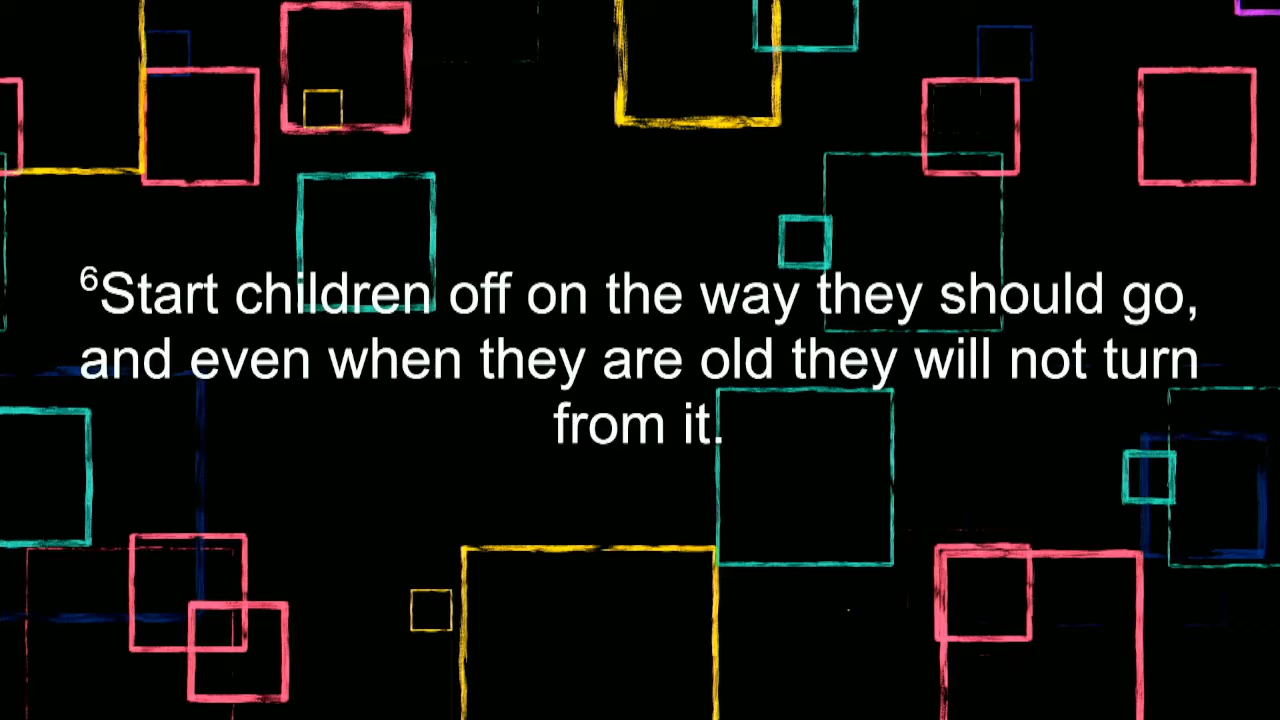 ⁶Start children off on the way they should go,
and even when they are old they will not turn
from it.